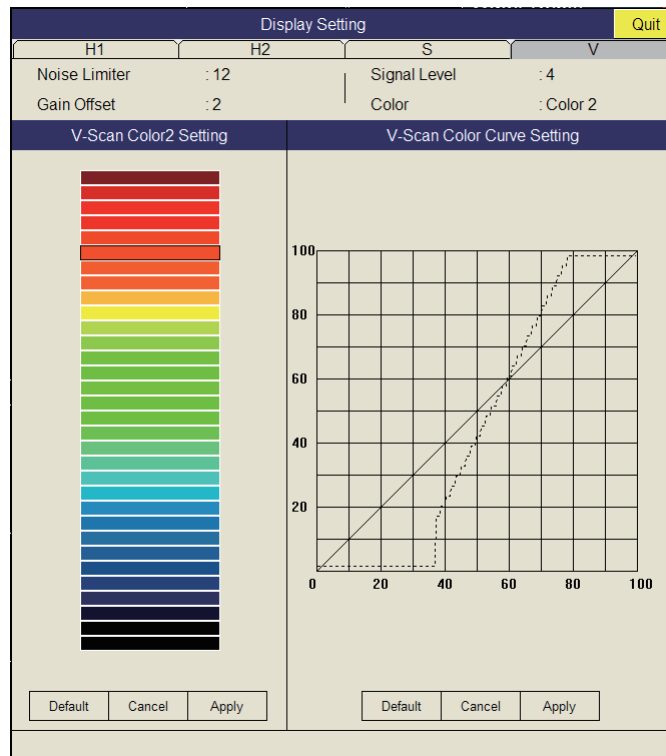 Display Setting Quit
H1 H2 S V
Noise Limiter : 12 Signal Level : 4
Gain Offset : 2 Color : Color 2
V-Scan Color2 Setting V-Scan Color Curve Setting
100
80
60
40
20
0 20 40 60 80 100
Default Cancel Apply Default Cancel Apply